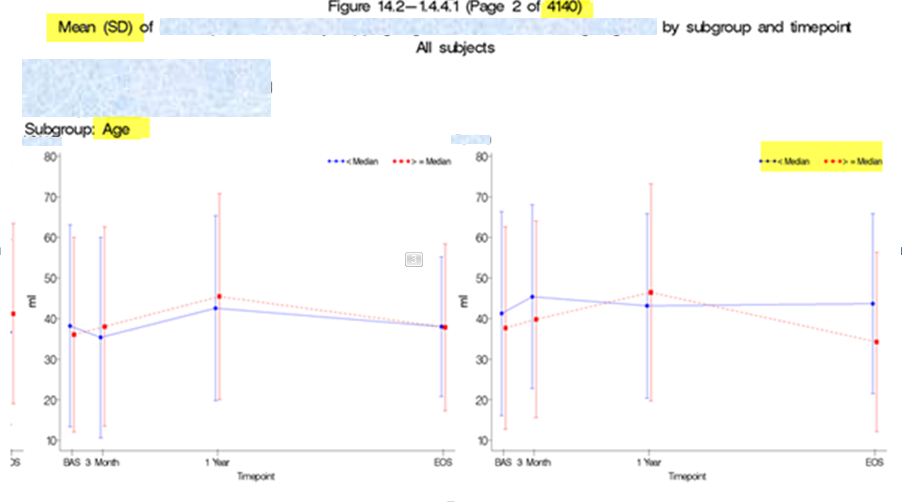 Figure 14.2–1.4.4.1 (Page 2 of 4140)
Mean (SD) of by subgroup and timepoint
All subjects
Subgroup: Age
80
70
60
50
40
30
20
10
ml
< Median >= Median
BAS 3 Month 1 Year EOS
Timepoint
80
70
60
50
40
30
20
10
ml
< Median >= Median
BAS 3 Month 1 Year EOS
Timepoint